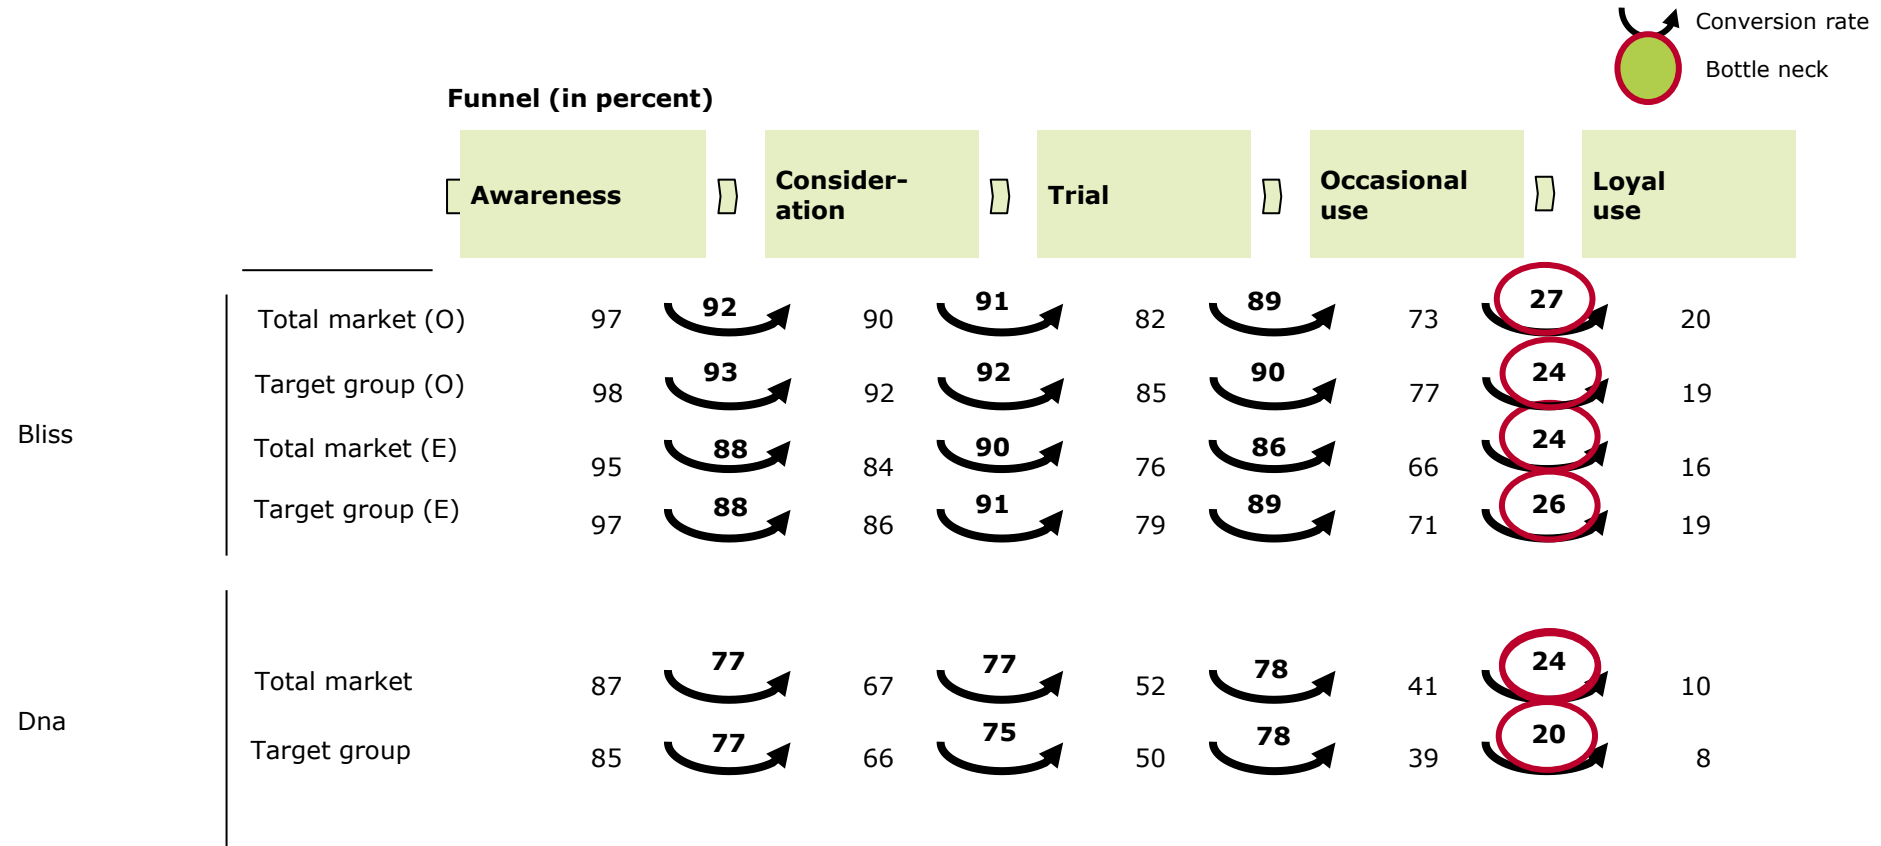 Conversion rate
Bottle neck
Funnel (in percent)
Awareness
Consider-
ation
Trial
Occasional
use
Loyal
use
Bliss
Total market (O) 97 92 90 91 82 89 73 27 20
Target group (O) 98 93 92 92 85 90 77 24 19
Total market (E) 95 88 84 90 76 86 66 24 16
Target group (E) 97 88 86 91 79 89 71 26 19
Dna
Total market 87 77 67 77 52 78 41 24 10
Target group 85 77 66 75 50 78 39 20 8